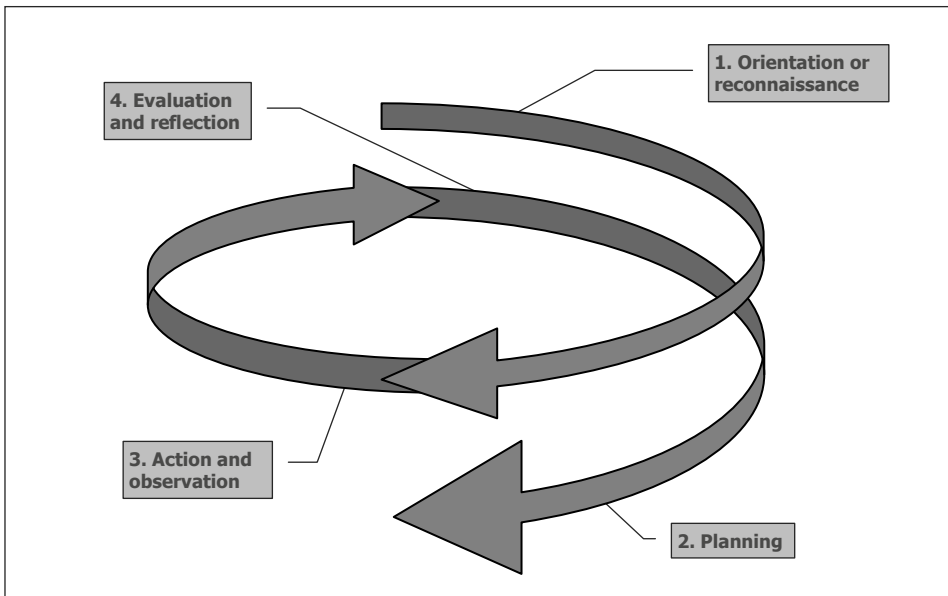 1. Orientation or
reconnaissance
4. Evaluation
and reflection
3. Action and
observation
2. Planning